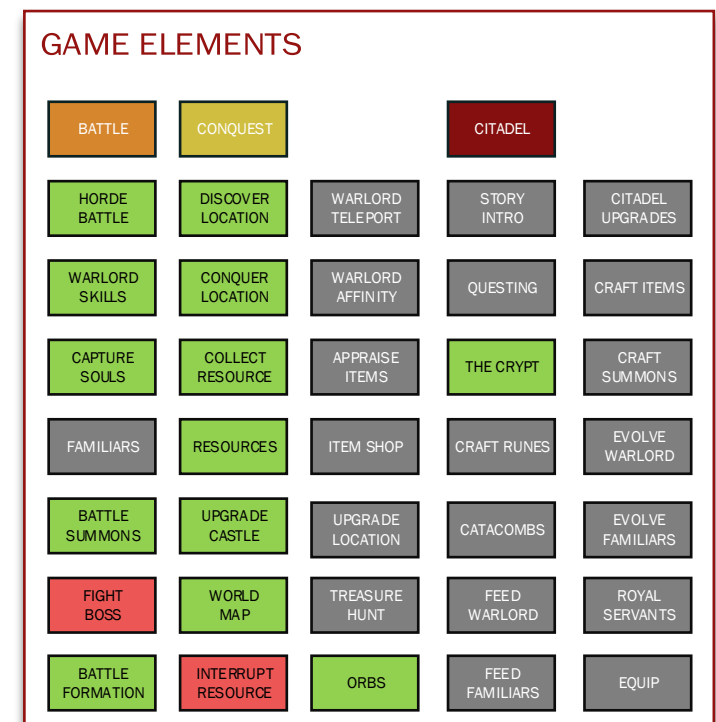 GAME ELEMENTS
BATTLE
CONQUEST
CITADEL
HORDE
BATTLE
DISCOVER
LOCATION
WARLORD
TELEPORT
STORY
INTRO
CITADEL
UPGRADES
WARLORD
SKILLS
CONQUER
LOCATION
WARLORD
AFFINITY
QUESTING
CRAFT ITEMS
CAPTURE
SOULS
COLLECT
RESOURCE
APPRAISE
ITEMS
THE CRYPT
CRAFT
SUMMONS
FAMILIARS
RESOURCES
ITEM SHOP
CRAFT RUNES
EVOLVE
WARLORD
BATTLE
SUMMONS
UPGRADE
CASTLE
UPGRADE
LOCATION
CATACOMBS
EVOLVE
FAMILIARS
FIGHT
BOSS
WORLD
MAP
TREASURE
HUNT
FEED
WARLORD
ROYAL
SERVANTS
BATTLE
FORMATION
INTERRUPT
RESOURCE
ORBS
FEED
FAMILIARS
EQUIP